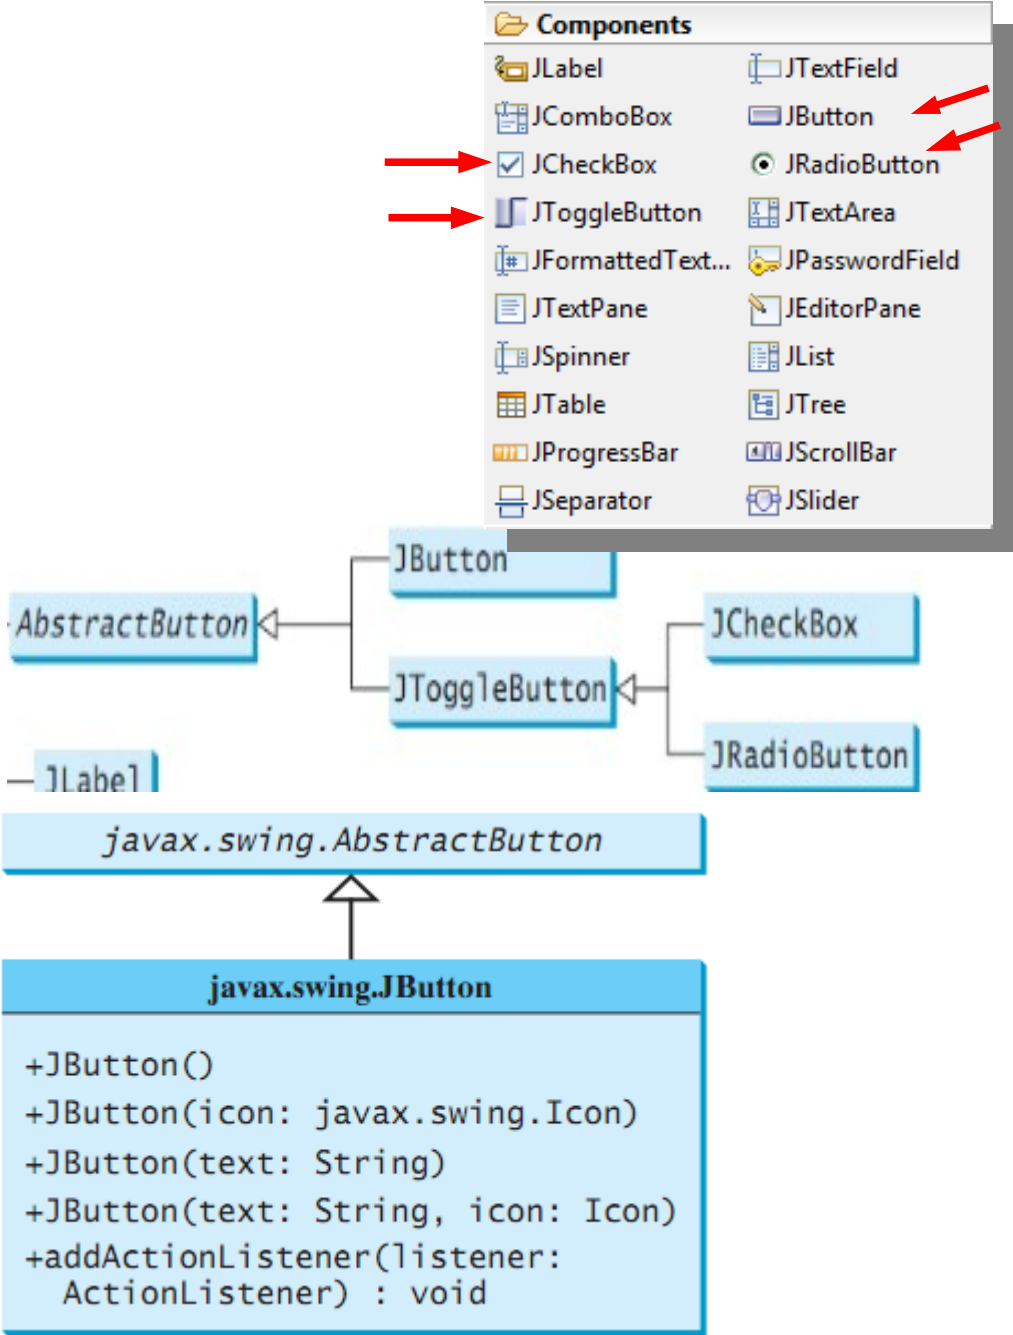 Components
JLabel JTextField
JComboBox JButton
JCheckBox JRadioButton
JToggleButton JTextArea
JFormattedText... JPasswordField
JTextPane JEditorPane
JSpinner JList
JTable JTree
JProgressBar JScrollBar
JSeparator JSlider
JButton
AbstractButton JCheckBox
JToggleButton
JRadioButton
JLabel
javax.swing.AbstractButton
javax.swing.JButton
+JButton()
+JButton(icon: javax.swing.Icon)
+JButton(text: String)
+JButton(text: String, icon: Icon)
+addActionListener(listener:
ActionListener) : void